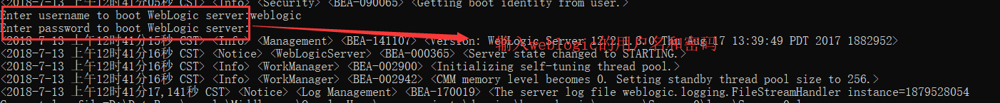 <2018-7-13 上午12时41分05秒 CST> <Info> <Security> <BEA-090065> <Getting boot identity from user.>
Enter username to boot WebLogic server:weblogic
Enter password to boot WebLogic server:
<2018-7-13 上午12时41分15秒 CST> <Info> <Management> <BEA-141107> <Version: WebLogic Server 12.2.1.3.0 Thu Aug 17 13:39:49 PDT 2017 1882952>
输入weblogic的用户名和密码
<2018-7-13 上午12时41分16秒 CST> <Notice> <WebLogicServer> <BEA-000365> <Server state changed to STARTING.>
<2018-7-13 上午12时41分16秒 CST> <Info> <WorkManager> <BEA-002900> <Initializing self-tuning thread pool.>
<2018-7-13 上午12时41分16秒 CST> <Info> <WorkManager> <BEA-002942> <CMM memory level becomes 0. Setting standby thread pool size to 256.>
<2018-7-13 上午12时41分17,141秒 CST> <Notice> <Log Management> <BEA-170019> <The server log file weblogic.logging.FileStreamHandler instance=1879528054